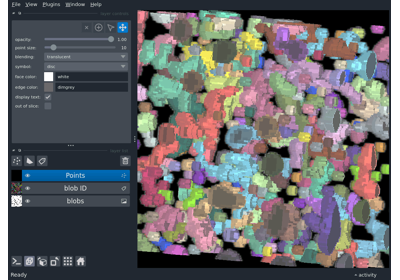 File View Plugins Window Help
opacity: 1.00
point size: 10
blending: translucent
symbol: disc
face color: white
edge color: dimgrey
display text:
out of slice:
Points
blob ID
blobs
Ready
activity